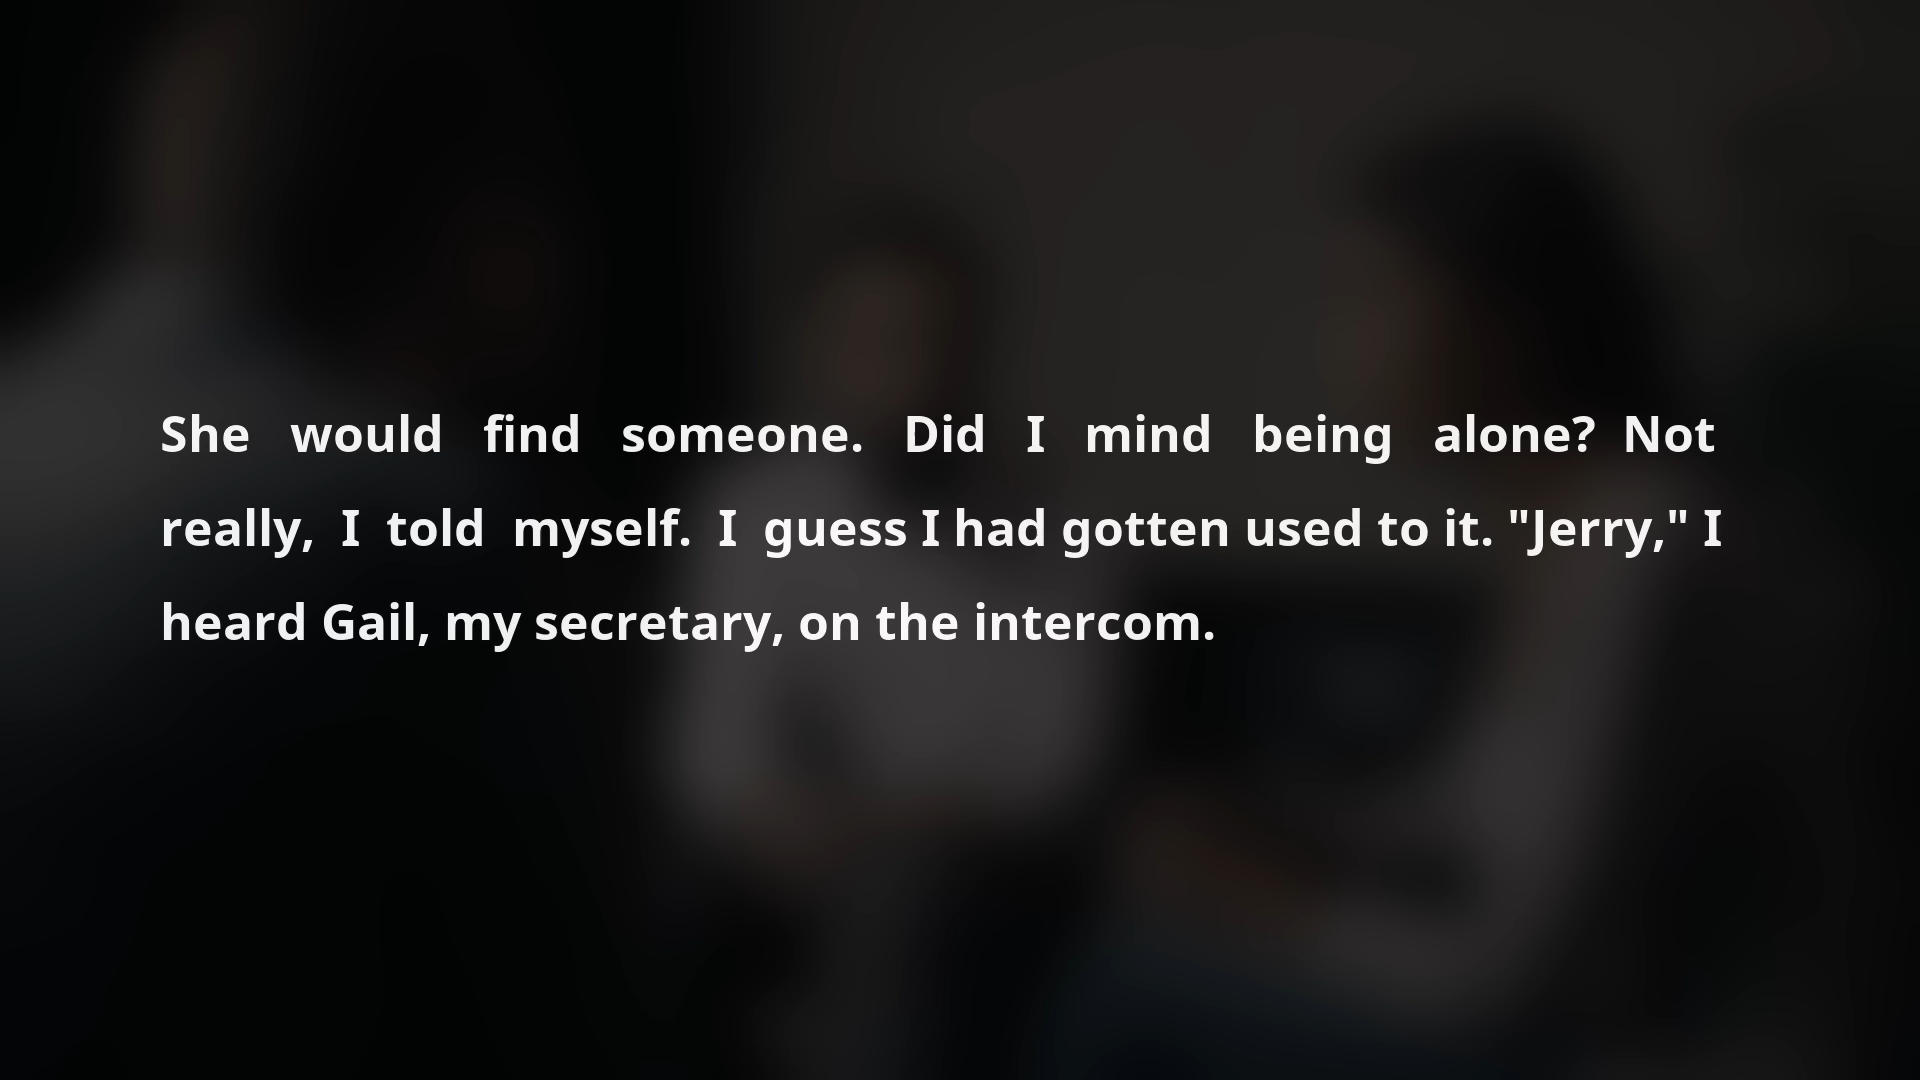 She would find someone. Did I mind being alone? Not
really, I told myself. I guess I had gotten used to it. "Jerry," I
heard Gail, my secretary, on the intercom.